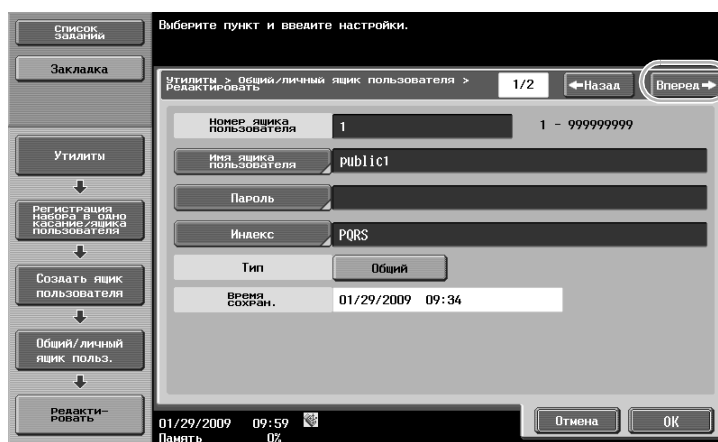 Список
заданий
Закладка
Утилиты
Регистрация
набора в одно
касание/ящика
пользователя
Создать ящик
пользователя
Общий/личный
ящик польз.
Редакти-
ровать
Выберите пункт и введите настройки.
Утилиты > Общий/личный ящик пользователя >
Редактировать
1/2
←Назад
Вперед→
Номер ящика
пользователя
1
1 - 999999999
Имя ящика
пользователя
public1
Пароль
Индекс
PQRS
Тип
Общий
Время
сохран.
01/29/2009 09:34
01/29/2009 09:59
Память 0%
Отмена
OK